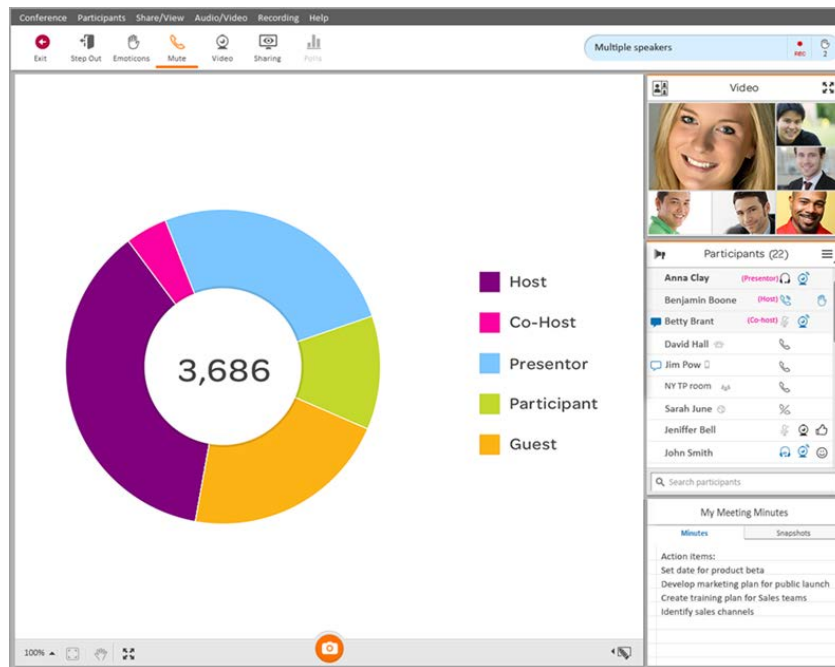 Conference Participants Share/View Audio/Video Recording Help
Exit Step Out Emoticons Mute Video Sharing Polls
Multiple speakers
REC 2
Video
3,686
Host
Co-Host
Presentor
Participant
Guest
Participants (22)
Anna Clay (Presentor)
Benjamin Boone (Host)
Betty Brant (Co-host)
David Hall
Jim Pow
NY TP room
Sarah June
Jeniffer Bell
John Smith
Search participants
My Meeting Minutes
Minutes Snapshots
Action items:
Set date for product beta
Develop marketing plan for public launch
Create training plan for Sales teams
Identify sales channels
100%